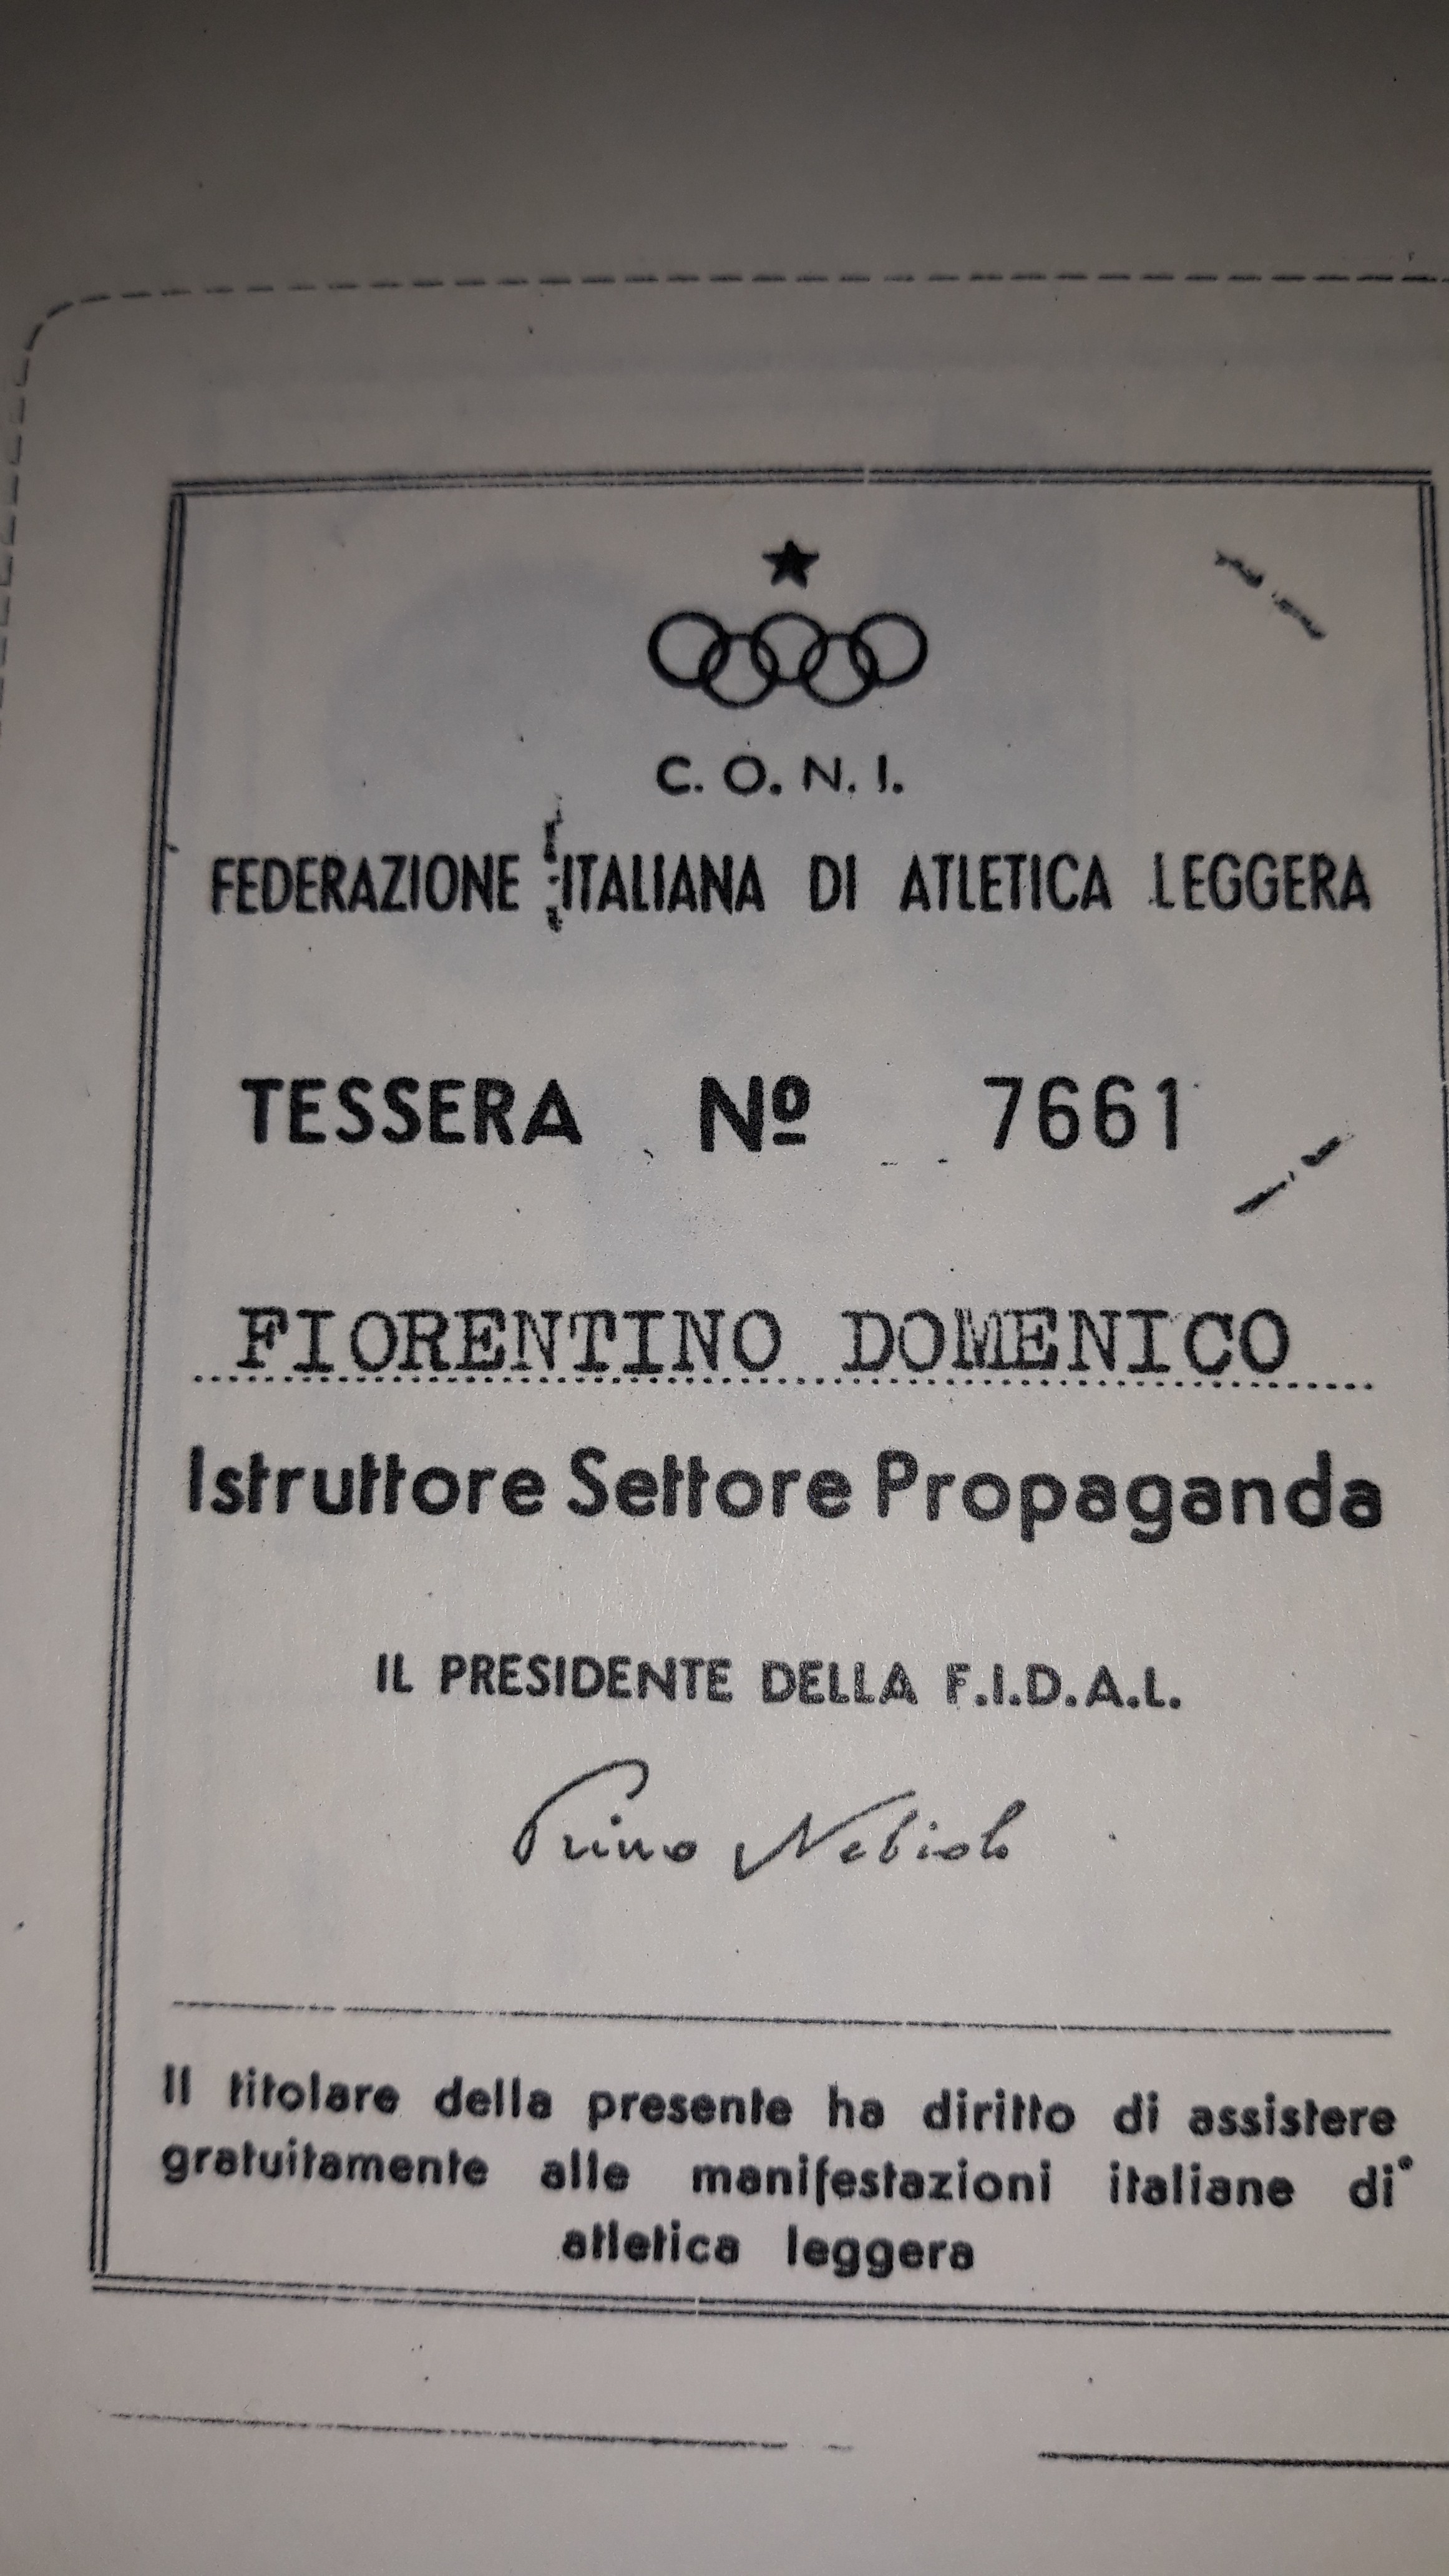 C. O. N. I.
FEDERAZIONE ITALIANA DI ATLETICA LEGGERA
TESSERA Nº 7661
FIORENTINO DOMENICO
Istruttore Settore Propaganda
IL PRESIDENTE DELLA F.I.D.A.L.
Primo Nebiolo
Il titolare della presente ha diritto di assistere
gratuitamente alle manifestazioni italiane di
atletica leggera